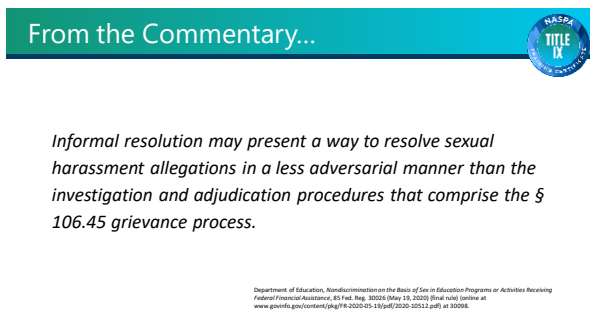 From the Commentary...
NASPA
TITLE
IX
TRAINING CERTIFICATE
Informal resolution may present a way to resolve sexual
harassment allegations in a less adversarial manner than the
investigation and adjudication procedures that comprise the §
106.45 grievance process.
Department of Education, Nondiscrimination on the Basis of Sex in Education Programs or Activities Receiving
Federal Financial Assistance, 85 Fed. Reg. 30026 (May 19, 2020) (final rule) (online at
www.govinfo.gov/content/pkg/FR-2020-05-19/pdf/2020-10512.pdf) at 30098.